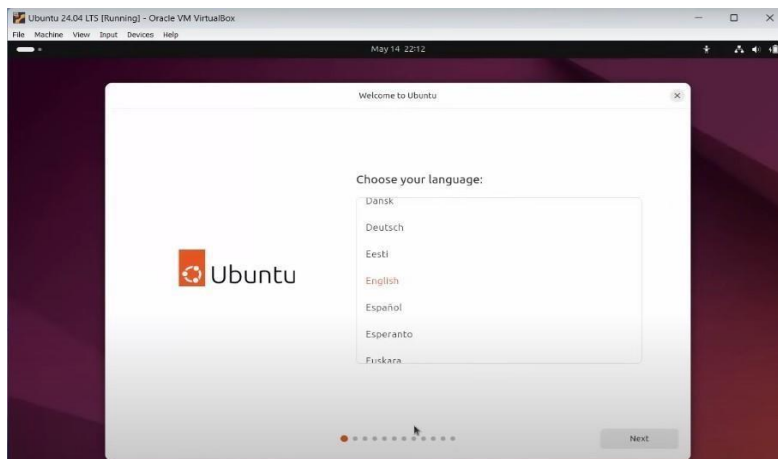 Ubuntu 24.04 LTS [Running] - Oracle VM VirtualBox
File Machine View Input Devices Help
May 14 22:12
Welcome to Ubuntu
Choose your language:
Dansk
Deutsch
Eesti
English
Español
Esperanto
Euskara
Ubuntu
Next